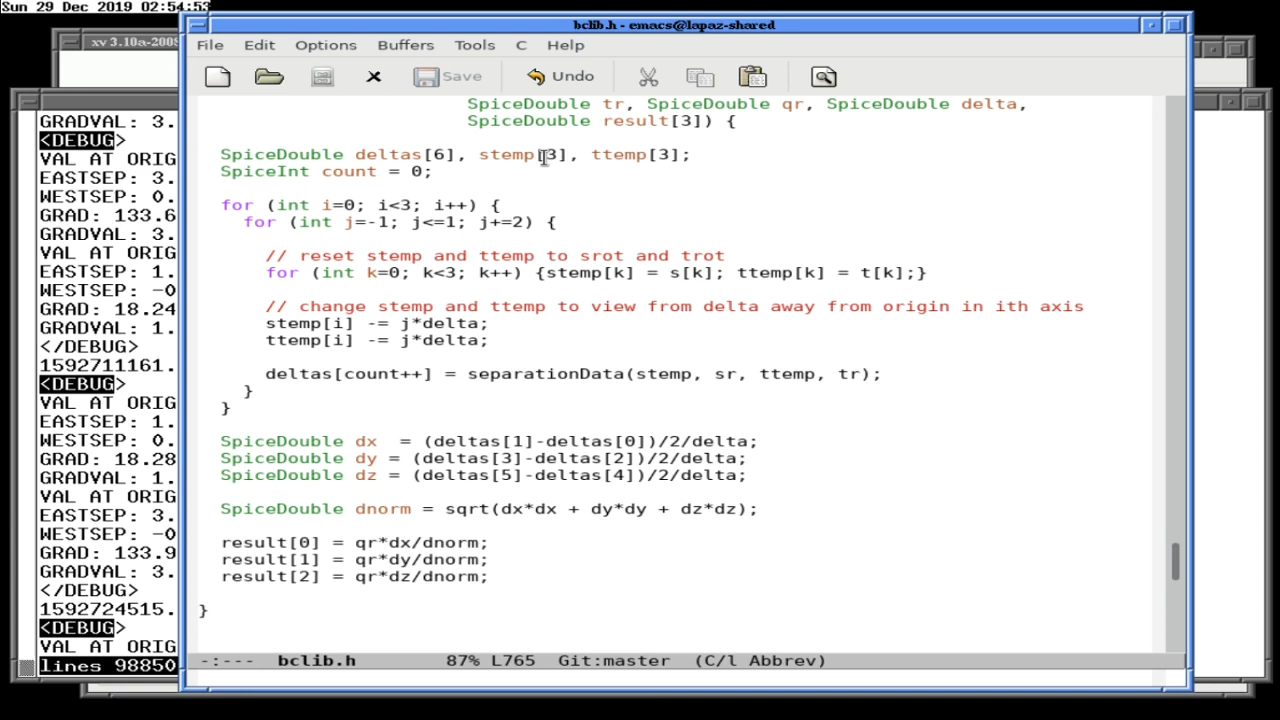 Sun 29 Dec 2019 02:54:53
bclib.h - emacs@lapaz-shared
xv 3.10a-2008
File Edit Options Buffers Tools C Help
Save Undo
SpiceDouble tr, SpiceDouble qr, SpiceDouble delta,
SpiceDouble result[3]) {
SpiceDouble deltas[6], stemp[3], ttemp[3];
SpiceInt count = 0;
for (int i=0; i<3; i++) {
for (int j=-1; j<=1; j+=2) {
// reset stemp and ttemp to srot and trot
for (int k=0; k<3; k++) {stemp[k] = s[k]; ttemp[k] = t[k];}
// change stemp and ttemp to view from delta away from origin in ith axis
stemp[i] -= j*delta;
ttemp[i] -= j*delta;
deltas[count++] = separationData(stemp, sr, ttemp, tr);
}
}
SpiceDouble dx  = (deltas[1]-deltas[0])/2/delta;
SpiceDouble dy = (deltas[3]-deltas[2])/2/delta;
SpiceDouble dz = (deltas[5]-deltas[4])/2/delta;
SpiceDouble dnorm = sqrt(dx*dx + dy*dy + dz*dz);
result[0] = qr*dx/dnorm;
result[1] = qr*dy/dnorm;
result[2] = qr*dz/dnorm;
}
-:--- bclib.h 87% L765 Git:master (C/l Abbrev)
GRADVAL: 3.
<DEBUG>
VAL AT ORIG
EASTSEP: 3.
WESTSEP: 0.
GRAD: 133.6
GRADVAL: 3.
VAL AT ORIG
EASTSEP: 1.
WESTSEP: -0
GRAD: 18.24
GRADVAL: 1.
</DEBUG>
1592711161.
<DEBUG>
VAL AT ORIG
EASTSEP: 1.
WESTSEP: 0.
GRAD: 18.28
GRADVAL: 1.
VAL AT ORIG
EASTSEP: 3.
WESTSEP: -0
GRAD: 133.9
GRADVAL: 3.
</DEBUG>
1592724515.
<DEBUG>
VAL AT ORIG
lines 98850